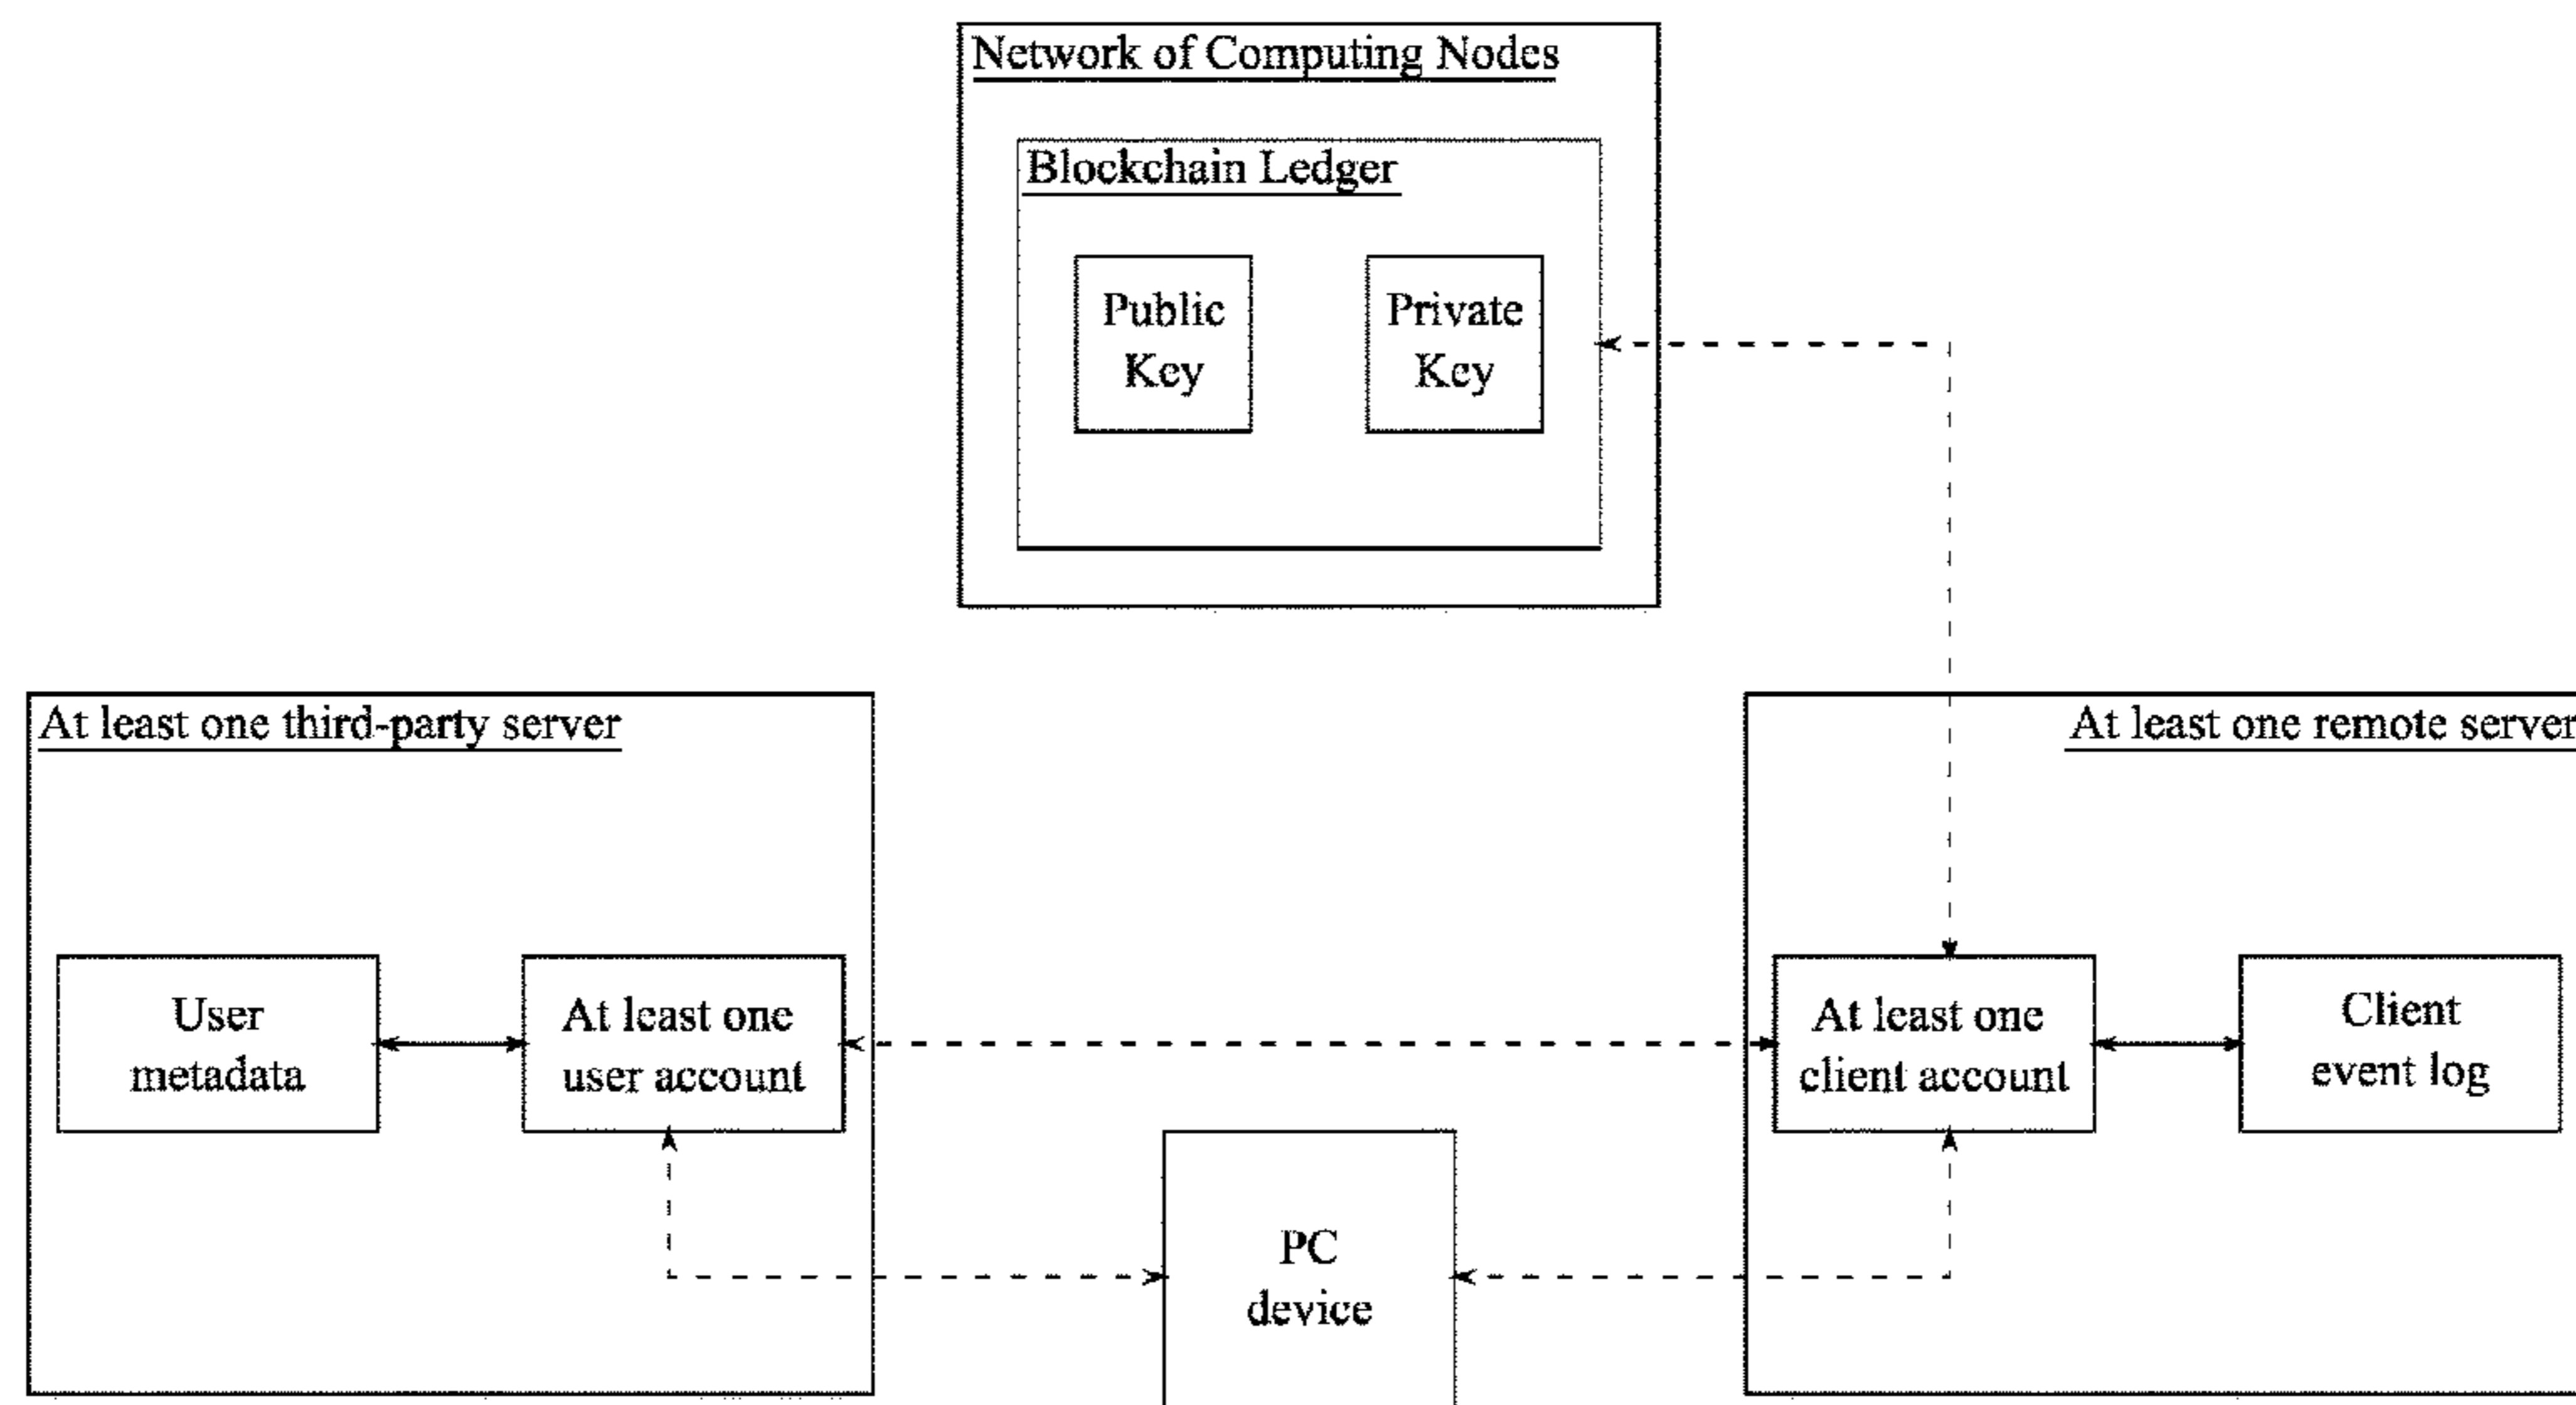 Network of Computing Nodes
Blockchain Ledger
Public
Key
Private
Key
At least one third-party server
At least one remote server
User
metadata
At least one
user account
At least one
client account
Client
event log
PC
device